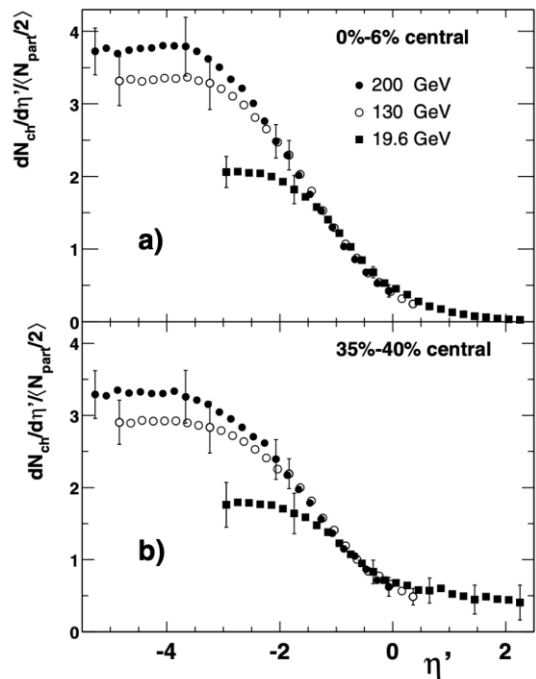 0%-6% central
200 GeV
130 GeV
19.6 GeV
a)
dN_ch/dη'/⟨N_part/2⟩
4
3
2
1
0
35%-40% central
b)
dN_ch/dη'/⟨N_part/2⟩
4
3
2
1
0
-4 -2 0 2
η'